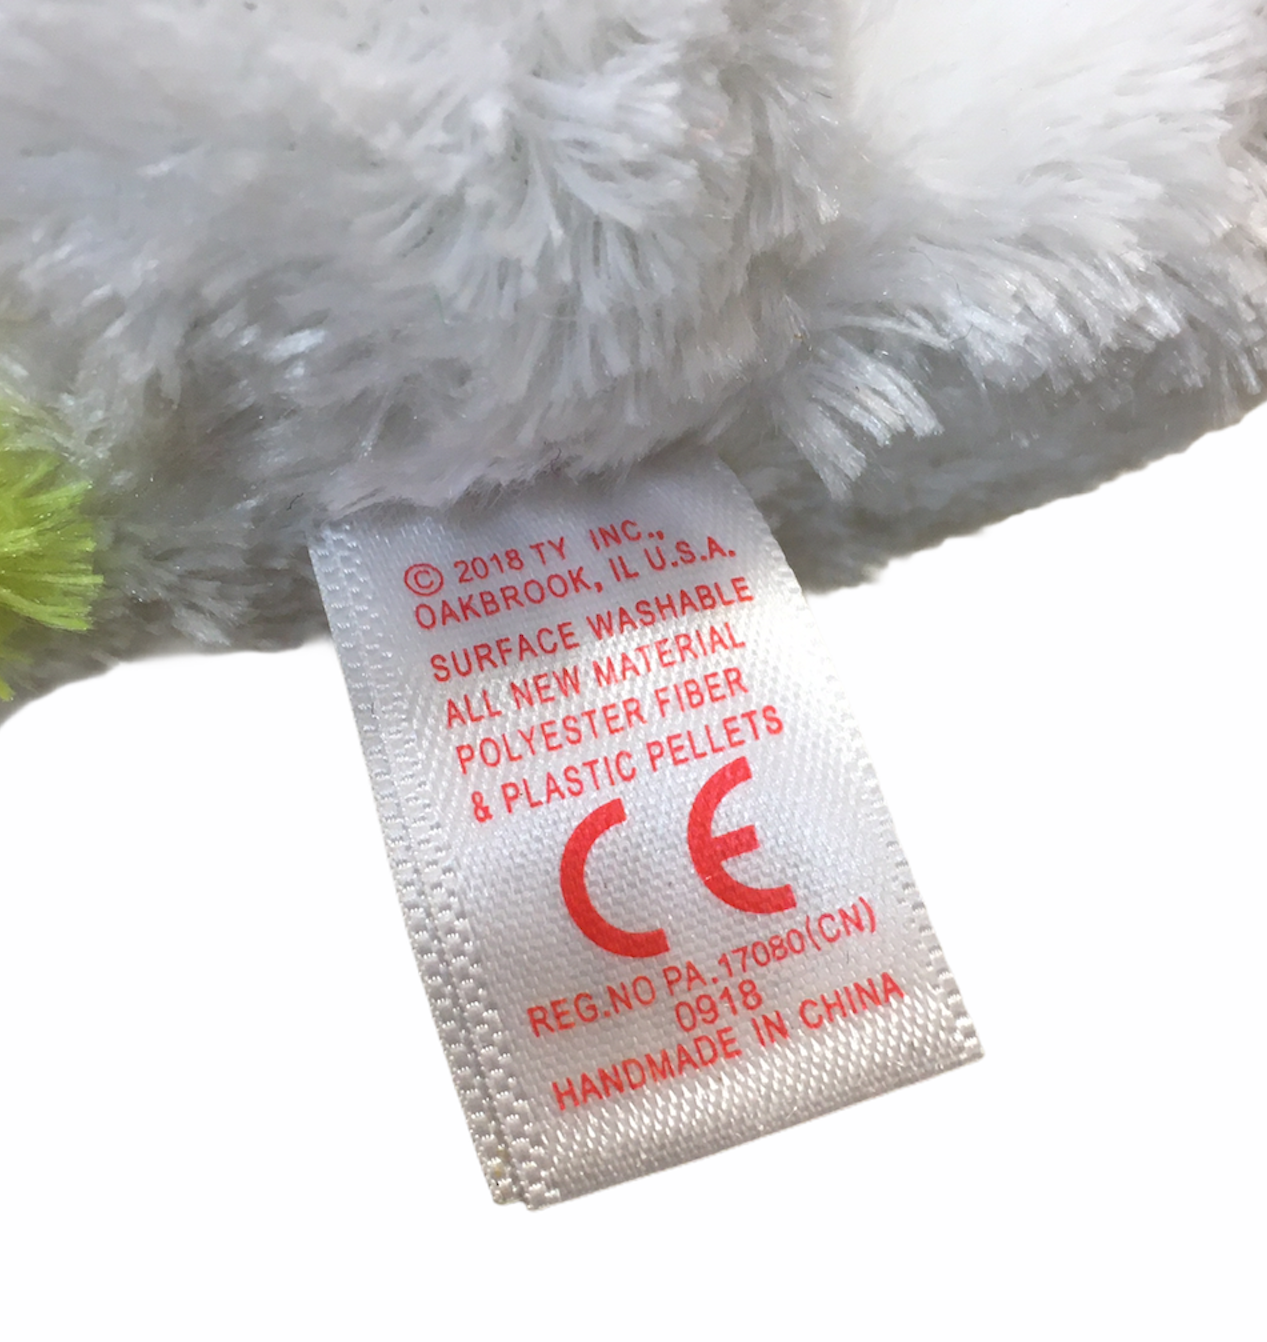 © 2018 TY INC.,
OAKBROOK, IL U.S.A.
SURFACE WASHABLE
ALL NEW MATERIAL
POLYESTER FIBER
& PLASTIC PELLETS
CE
REG.NO PA.17080(CN)
0918
HANDMADE IN CHINA